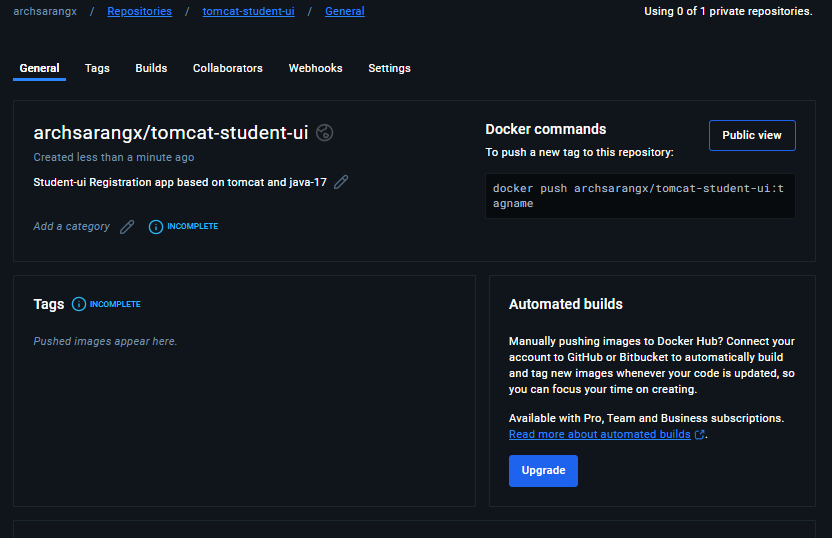 archsarangx / Repositories / tomcat-student-ui / General
Using 0 of 1 private repositories.
General Tags Builds Collaborators Webhooks Settings
archsarangx/tomcat-student-ui
Created less than a minute ago
Student-ui Registration app based on tomcat and java-17
Add a category INCOMPLETE
Docker commands
Public view
To push a new tag to this repository:
docker push archsarangx/tomcat-student-ui:t
agname
Tags INCOMPLETE
Pushed images appear here.
Automated builds
Manually pushing images to Docker Hub? Connect your
account to GitHub or Bitbucket to automatically build
and tag new images whenever your code is updated, so
you can focus your time on creating.
Available with Pro, Team and Business subscriptions.
Read more about automated builds.
Upgrade